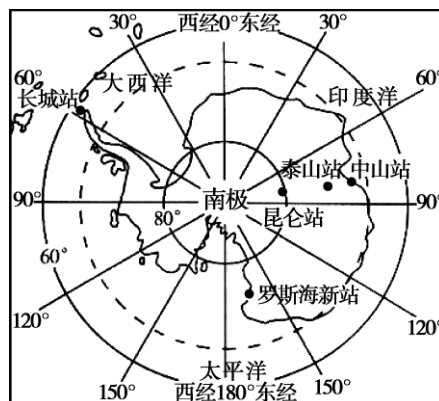 30°
西经0°东经
30°
60°
大西洋
印度洋
60°
长城站
泰山站
中山站
90°
80°
南极
昆仑站
90°
60°
罗斯海新站
120°
120°
太平洋
150°
西经180°东经
150°